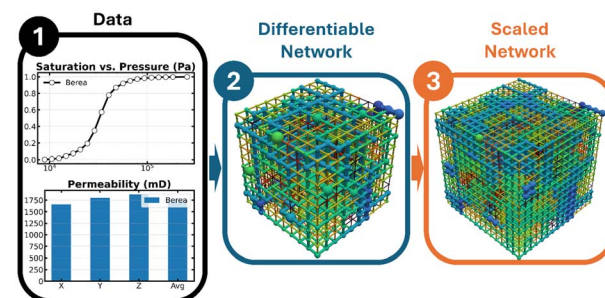 Data
1
Saturation vs. Pressure (Pa)
Berea
1.0
0.8
0.6
0.4
0.2
0.0
10⁴
10⁵
Permeability (mD)
Berea
1750
1500
1250
1000
750
500
250
0
X Y Z Avg
Differentiable
Network
2
Scaled
Network
3